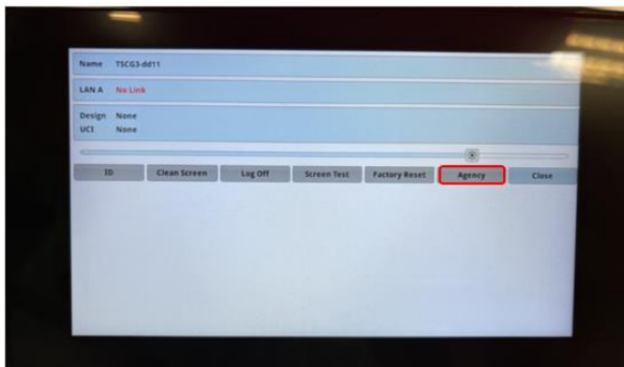 Name TSCG3-dd11
LAN A No Link
Design None
UCI None
ID Clean Screen Log Off Screen Test Factory Reset Agency Close